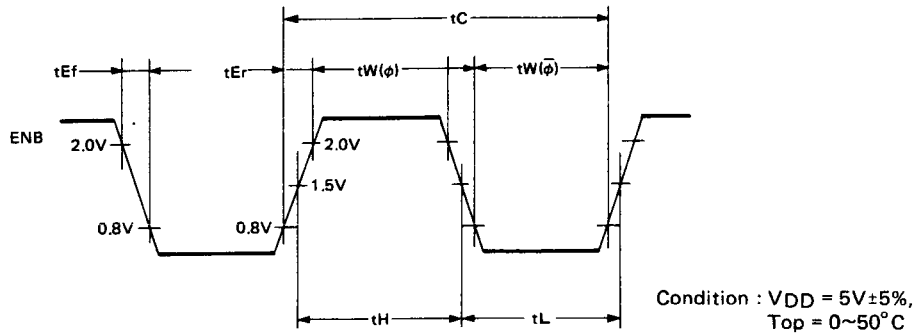 tC
tEf
tEr
tW(ϕ)
tW(ϕ̅)
ENB
2.0V
2.0V
1.5V
0.8V
0.8V
tH
tL
Condition : VDD = 5V±5%,
Top = 0~50°C